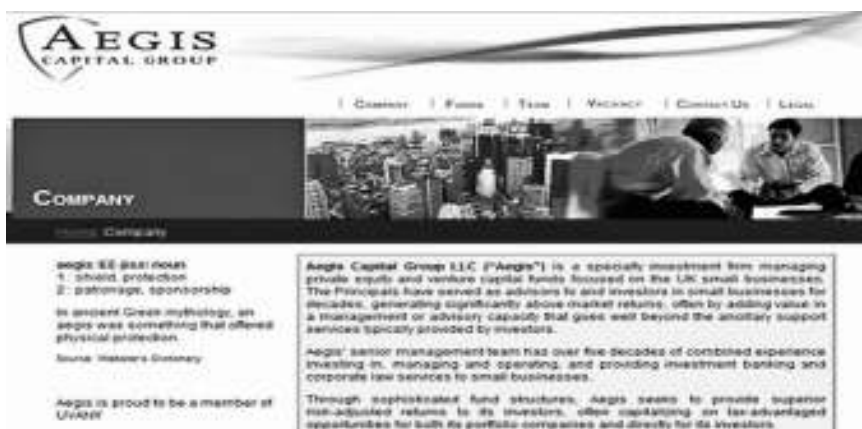 AEGIS
CAPITAL GROUP
Company | Funds | Team | Vacancy | Contact Us | Legal
COMPANY
Home Company
aegis \EE-jiss\ noun
1 : shield, protection
2 : patronage, sponsorship
In ancient Greek mythology, an
aegis was something that offered
physical protection.
Source: Webster's Dictionary
Aegis is proud to be a member of
Aegis Capital Group LLC ("Aegis") is a specialty investment firm managing
private equity and venture capital funds focused on the UK small businesses.
The Principals have served as advisors to and investors in small businesses for
decades, generating significantly above market returns, often by adding value in
a management or advisory capacity that goes well beyond the ancillary support
services typically provided by investors.
Aegis' senior management team has over five decades of combined experience
investing in, managing and operating, and providing investment banking and
corporate law services to small businesses.
Through sophisticated fund structures, Aegis seeks to provide superior
risk-adjusted returns to its investors, often capitalizing on tax-advantaged
opportunities for both its portfolio companies and directly for its investors.